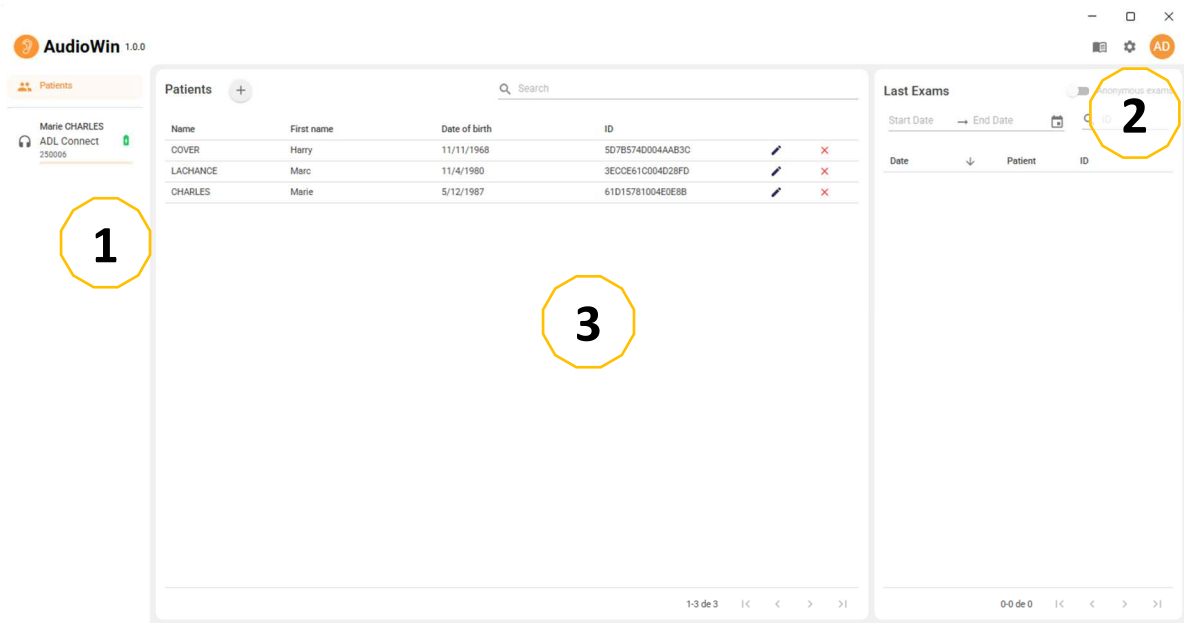 AudioWin 1.0.0
AD
Patients
Marie CHARLES
ADL Connect
250006
1
Patients
Search
Name First name Date of birth ID
COVER Harry 11/11/1968 5D7B574D004AAB3C
LACHANCE Marc 11/4/1980 3ECCE61C004D28FD
CHARLES Marie 5/12/1987 61D15781004E0E8B
3
1-3 de 3
Last Exams
Anonymous exams
Start Date → End Date
ID
2
Date Patient ID
0-0 de 0